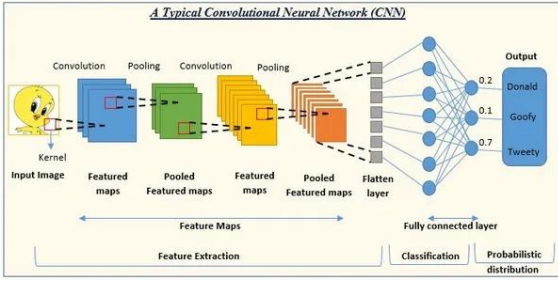 A Typical Convolutional Neural Network (CNN)
Convolution Pooling Convolution Pooling
Output
Kernel
Input Image
Featured
maps
Pooled
Featured maps
Featured
maps
Pooled
Featured maps
Flatten
layer
0.2
0.1
0.7
Donald
Goofy
Tweety
Feature Maps
Fully connected layer
Feature Extraction
Classification
Probabilistic
distribution